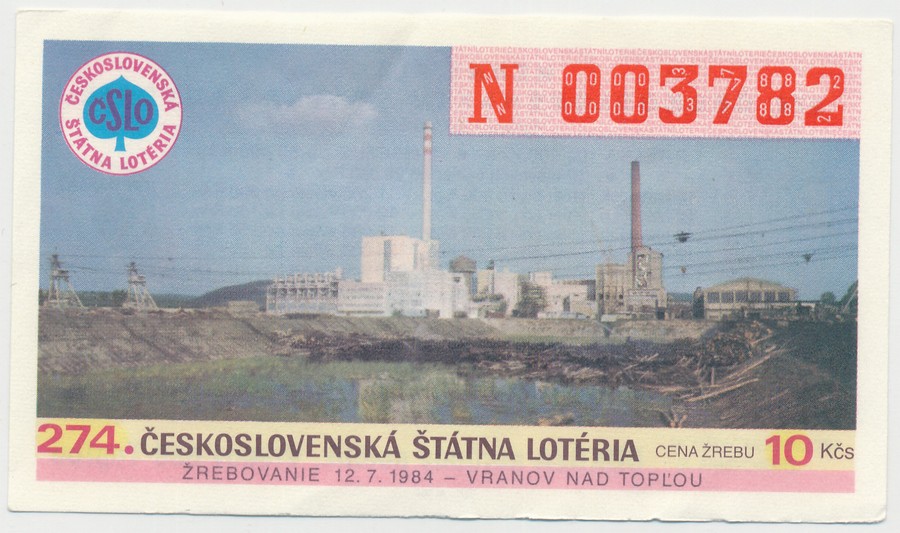 ČESKOSLOVENSKÁ
ČSLO
ŠTÁTNA LOTÉRIA
N 003782
274. ČESKOSLOVENSKÁ ŠTÁTNA LOTÉRIA CENA ŽREBU 10 Kčs
ŽREBOVANIE 12. 7. 1984 – VRANOV NAD TOPĽOU